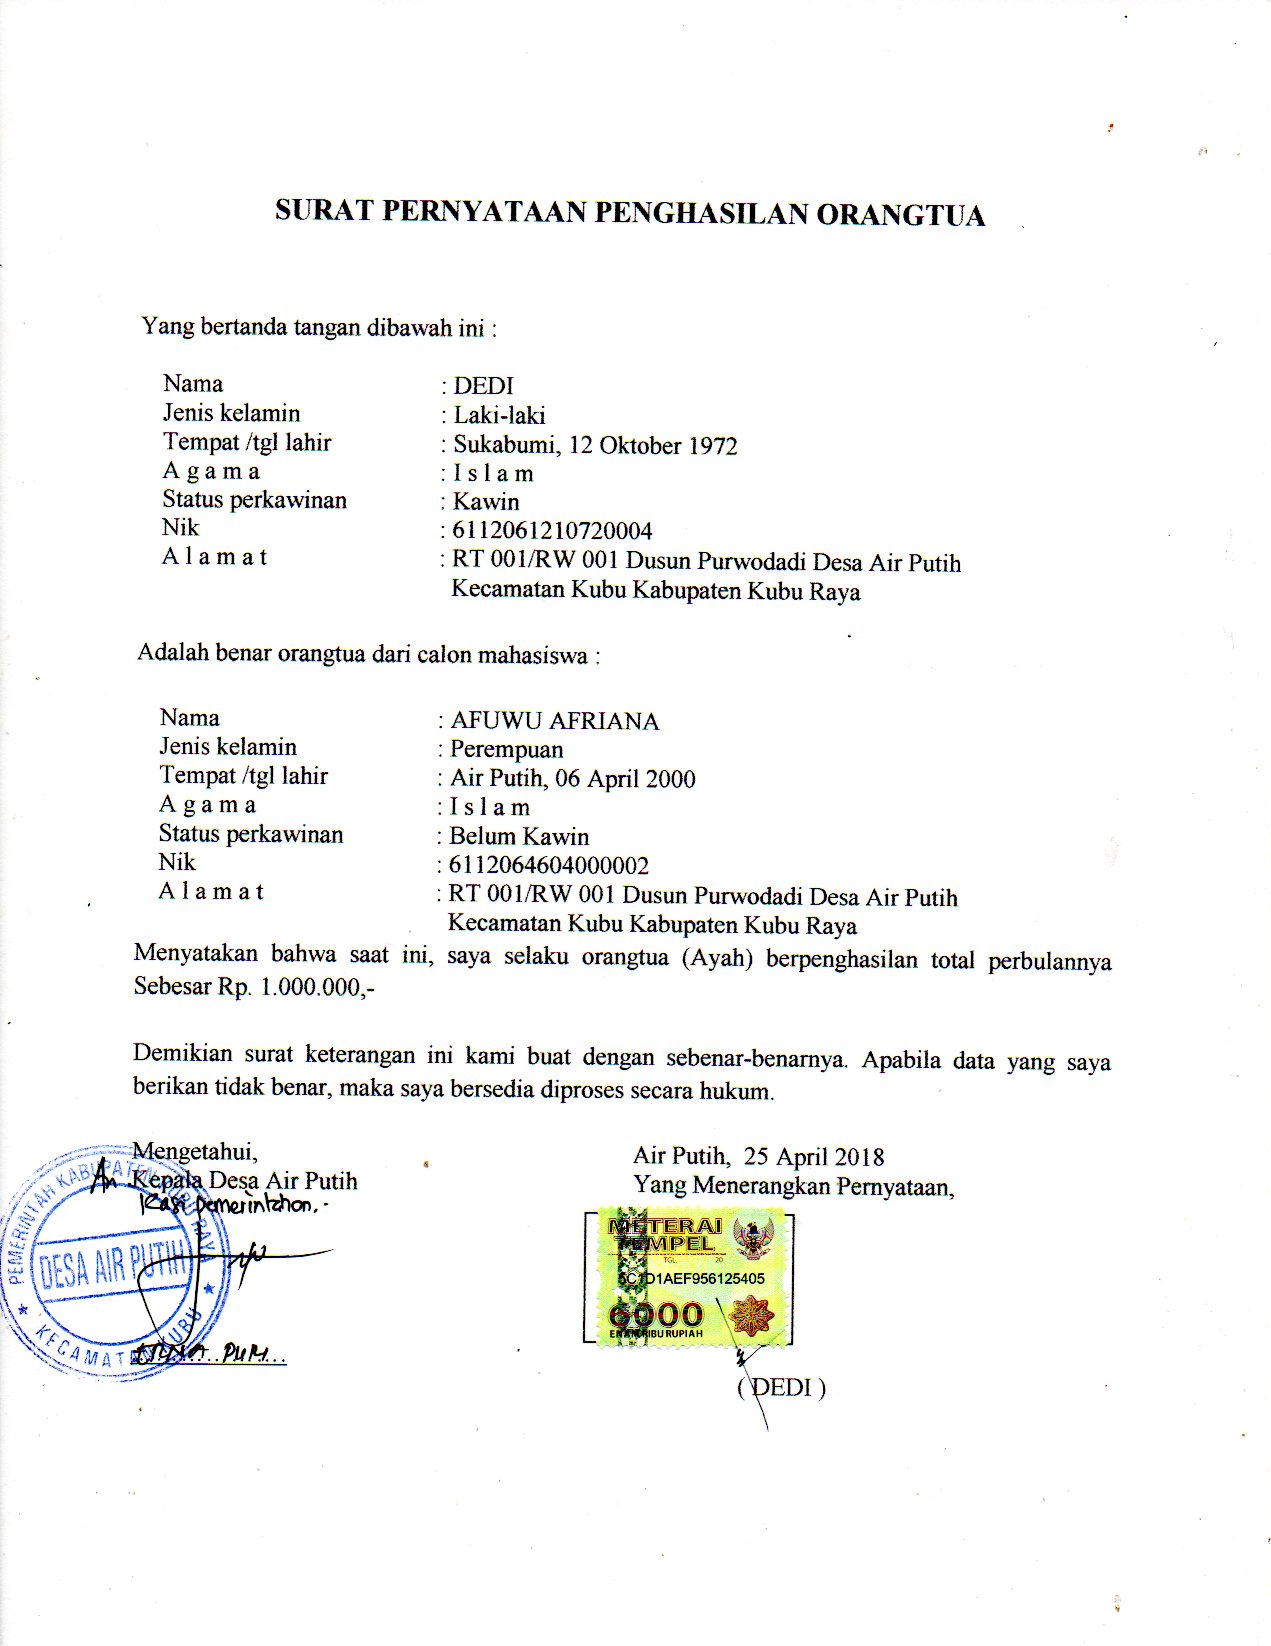 SURAT PERNYATAAN PENGHASILAN ORANGTUA
Yang bertanda tangan dibawah ini :
Nama : DEDI
Jenis kelamin : Laki-laki
Tempat /tgl lahir : Sukabumi, 12 Oktober 1972
A g a m a : I s l a m
Status perkawinan : Kawin
Nik : 6112061210720004
A l a m a t : RT 001/RW 001 Dusun Purwodadi Desa Air Putih
Kecamatan Kubu Kabupaten Kubu Raya
Adalah benar orangtua dari calon mahasiswa :
Nama : AFUWU AFRIANA
Jenis kelamin : Perempuan
Tempat /tgl lahir : Air Putih, 06 April 2000
A g a m a : I s l a m
Status perkawinan : Belum Kawin
Nik : 6112064604000002
A l a m a t : RT 001/RW 001 Dusun Purwodadi Desa Air Putih
Kecamatan Kubu Kabupaten Kubu Raya
Menyatakan bahwa saat ini, saya selaku orangtua (Ayah) berpenghasilan total perbulannya
Sebesar Rp. 1.000.000,-
Demikian surat keterangan ini kami buat dengan sebenar-benarnya. Apabila data yang saya
berikan tidak benar, maka saya bersedia diproses secara hukum.
Mengetahui,
An. Kepala Desa Air Putih
Kasi pemerintahan.-
PEMERINTAH KABUPATEN KUBU RAYA
DESA AIR PUTIH
KECAMATAN KUBU
Air Putih, 25 April 2018
Yang Menerangkan Pernyataan,
METERAI
TEMPEL
TGL 20
1AEF956125405
6000
ENAM RIBU RUPIAH
( DEDI )